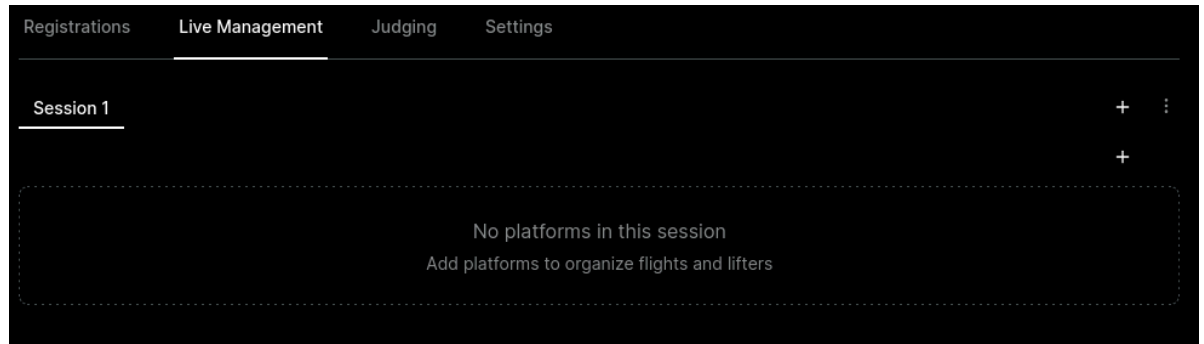 Registrations Live Management Judging Settings
Session 1 + ⋮
+
No platforms in this session
Add platforms to organize flights and lifters